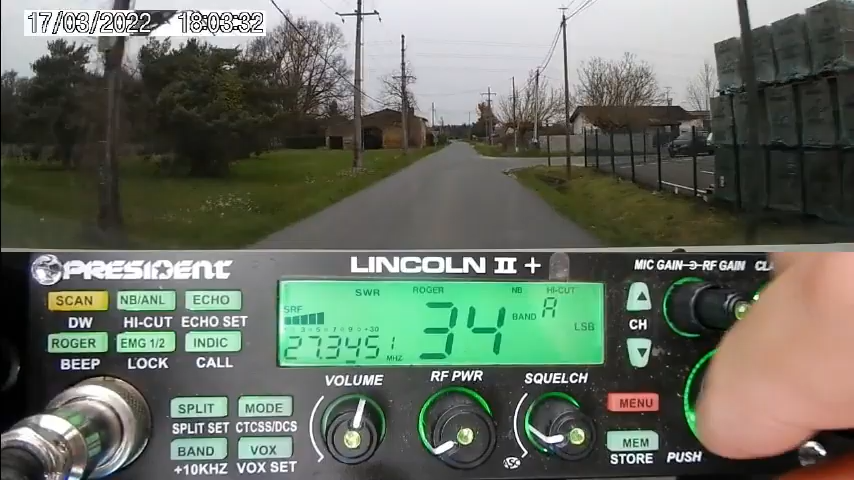 17/03/2022 18:03:32
PRESIDENT LINCOLN II + MIC GAIN RF GAIN CLA
SCAN NB/ANL ECHO
DW HI-CUT ECHO SET
ROGER EMG 1/2 INDIC
BEEP LOCK CALL
SWR ROGER NB HI-CUT
SRF 34 BAND A LSB
27.3451 MHZ
CH
VOLUME RF PWR SQUELCH
SPLIT MODE MENU
SPLIT SET CTCSS/DCS
BAND VOX MEM
+10KHZ VOX SET STORE PUSH